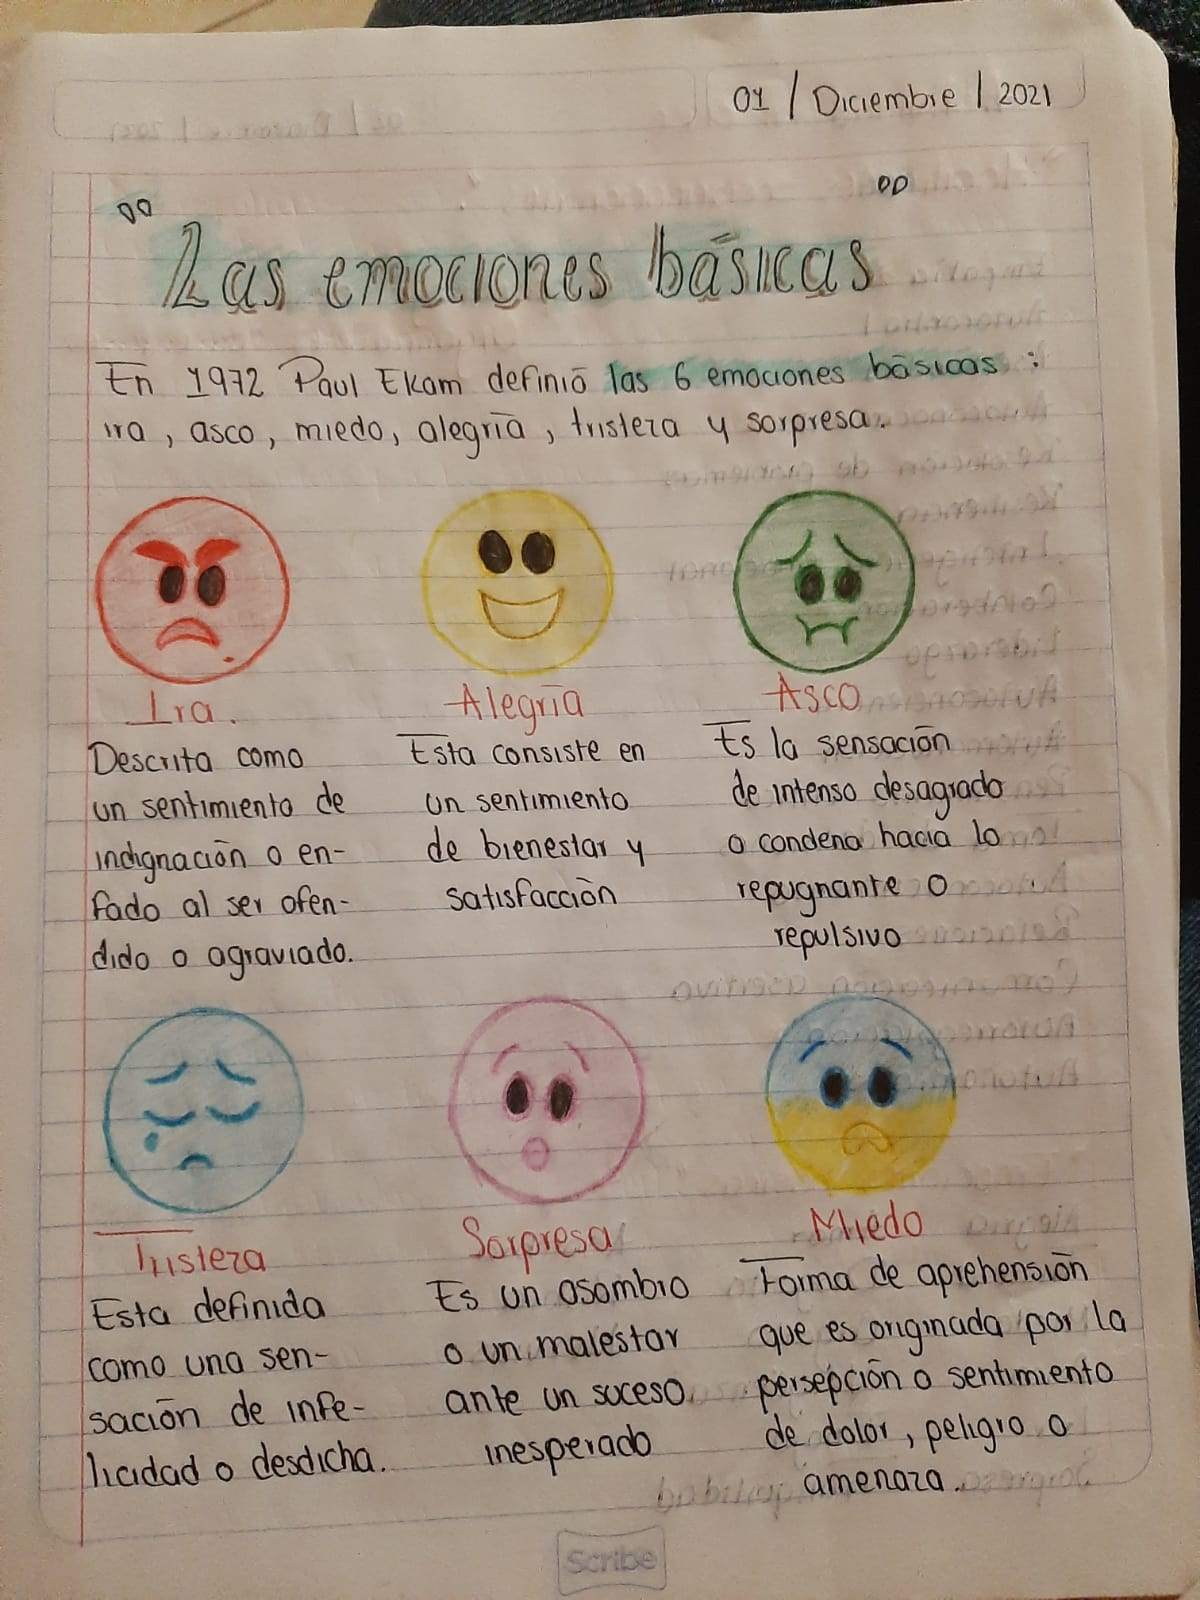 01 / Diciembre / 2021
Las emociones básicas
En 1972 Paul Ekam definió las 6 emociones básicas :
ira, asco, miedo, alegría, tristeza y sorpresa.
Ira.
Descrita como
un sentimiento de
indignación o en-
fado al ser ofen-
dido o agraviado.
Alegría
Esta consiste en
un sentimiento
de bienestar y
satisfacción
Asco
Es la sensación
de intenso desagrado
o condena hacia lo
repugnante o
repulsivo
Tristeza
Esta definida
como una sen-
sación de infe-
licidad o desdicha.
Sorpresa
Es un asombro
o un malestar
ante un suceso
inesperado
Miedo
Forma de aprehensión
que es originada por la
persepción o sentimiento
de dolor, peligro o
amenaza.
Scribe